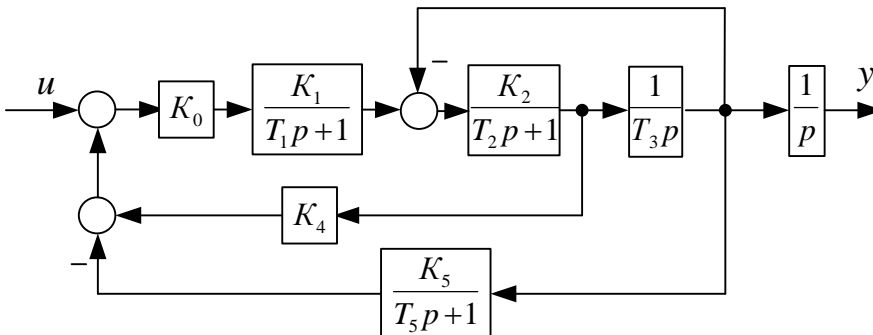 u
−
K₀
K₁
T₁p+1
K₂
T₂p+1
1
T₃p
1
p
y
K₄
−
K₅
T₅p+1